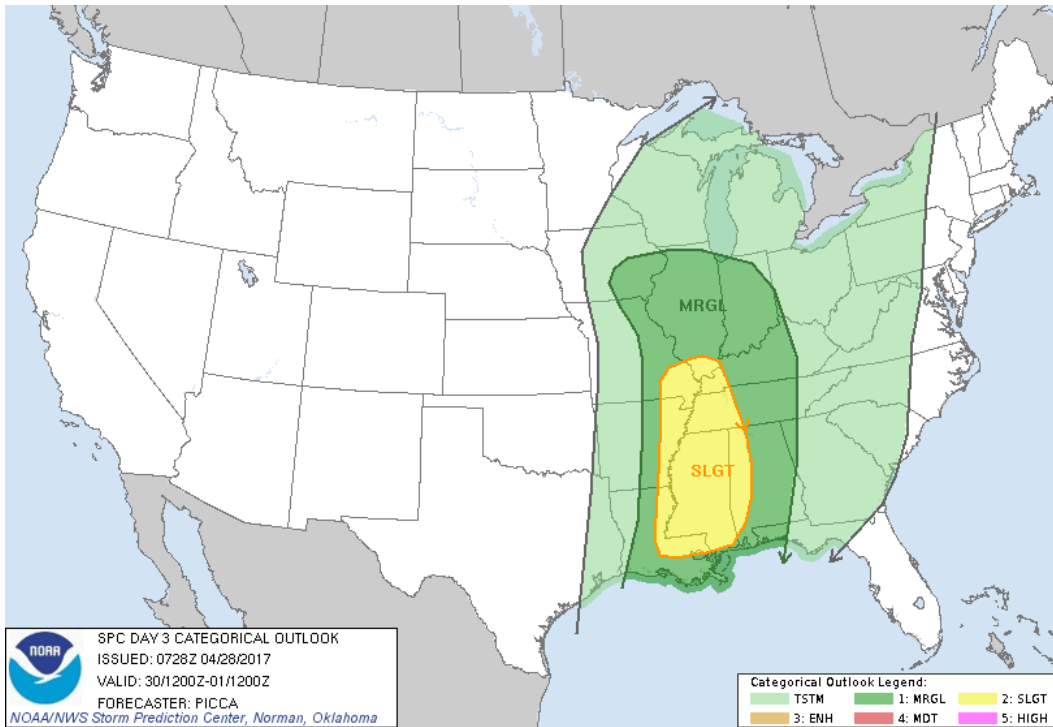 MRGL
SLGT
NOAA
SPC DAY 3 CATEGORICAL OUTLOOK
ISSUED: 0728Z 04/28/2017
VALID: 30/1200Z-01/1200Z
FORECASTER: PICCA
NOAA/NWS Storm Prediction Center, Norman, Oklahoma
Categorical Outlook Legend:
TSTM 1: MRGL 2: SLGT
3: ENH 4: MDT 5: HIGH